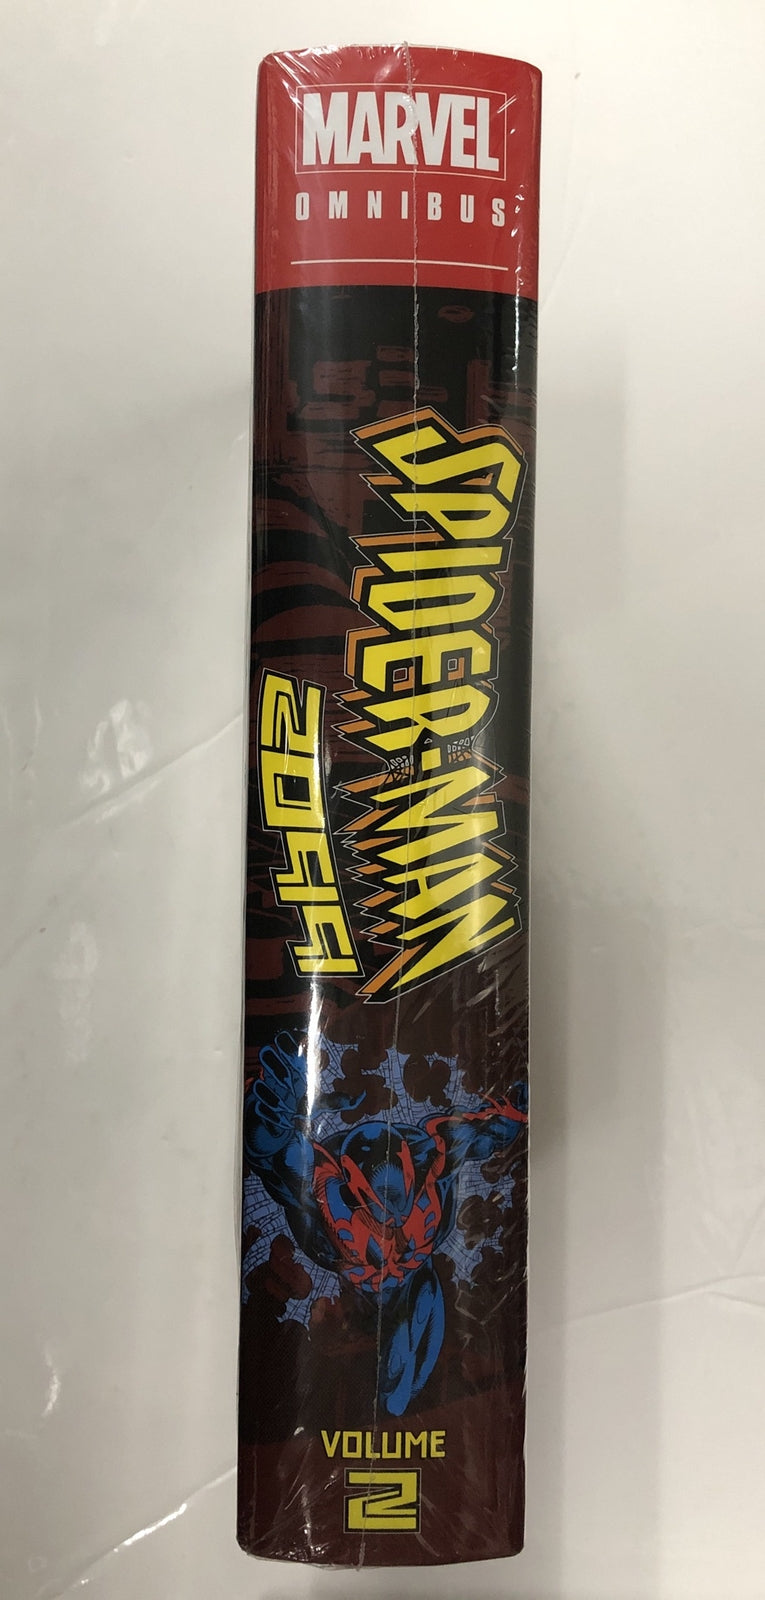 MARVEL
OMNIBUS
SPIDER-MAN
2099
VOLUME
2